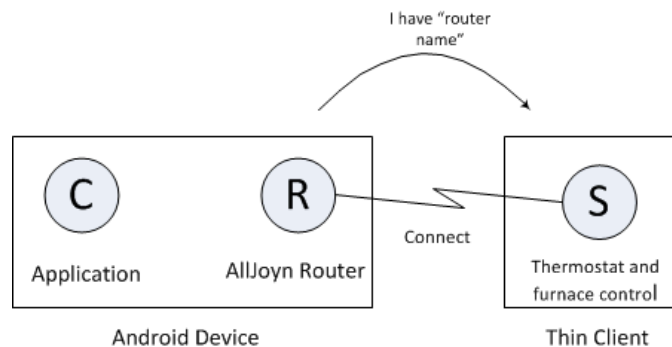 I have “router
name”
C
R
S
Connect
Application
AllJoyn Router
Thermostat and
furnace control
Android Device
Thin Client